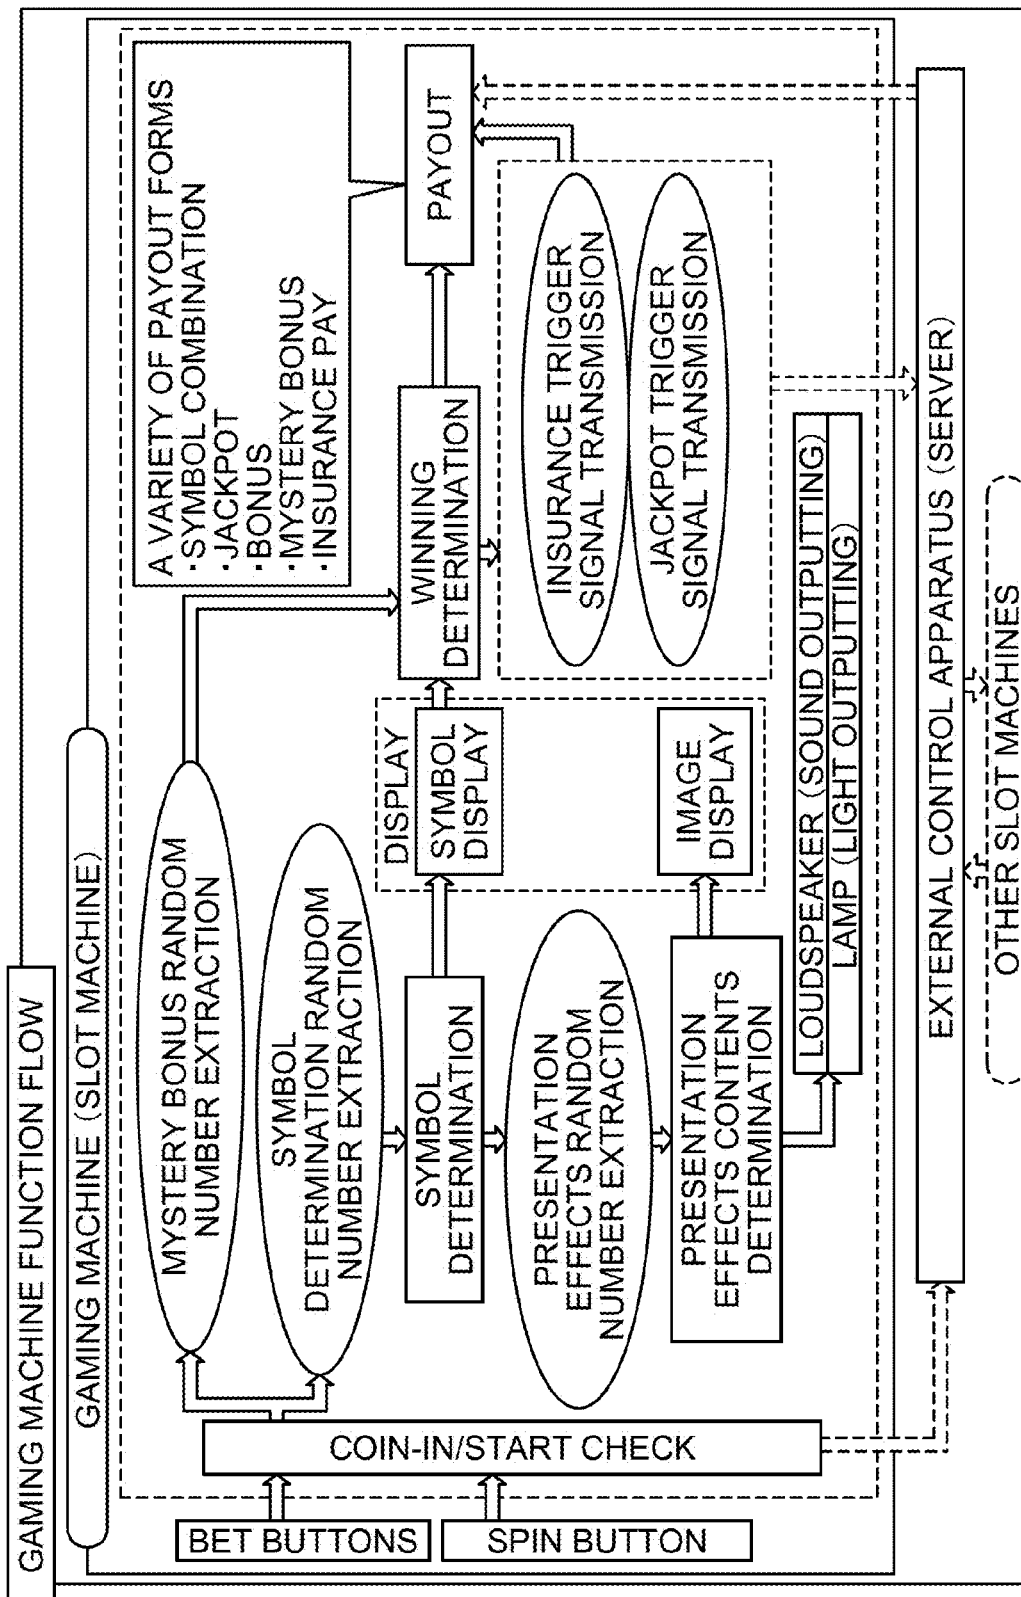 GAMING MACHINE FUNCTION FLOW
GAMING MACHINE (SLOT MACHINE)
BET BUTTONS
SPIN BUTTON
COIN-IN/START CHECK
MYSTERY BONUS RANDOM
NUMBER EXTRACTION
SYMBOL
DETERMINATION RANDOM
NUMBER EXTRACTION
SYMBOL
DETERMINATION
PRESENTATION
EFFECTS RANDOM
NUMBER EXTRACTION
PRESENTATION
EFFECTS CONTENTS
DETERMINATION
DISPLAY
SYMBOL
DISPLAY
IMAGE
DISPLAY
LOUDSPEAKER (SOUND OUTPUTTING)
LAMP (LIGHT OUTPUTTING)
WINNING
DETERMINATION
INSURANCE TRIGGER
SIGNAL TRANSMISSION
JACKPOT TRIGGER
SIGNAL TRANSMISSION
A VARIETY OF PAYOUT FORMS
· SYMBOL COMBINATION
· JACKPOT
· BONUS
· MYSTERY BONUS
· INSURANCE PAY
PAYOUT
EXTERNAL CONTROL APPARATUS (SERVER)
OTHER SLOT MACHINES